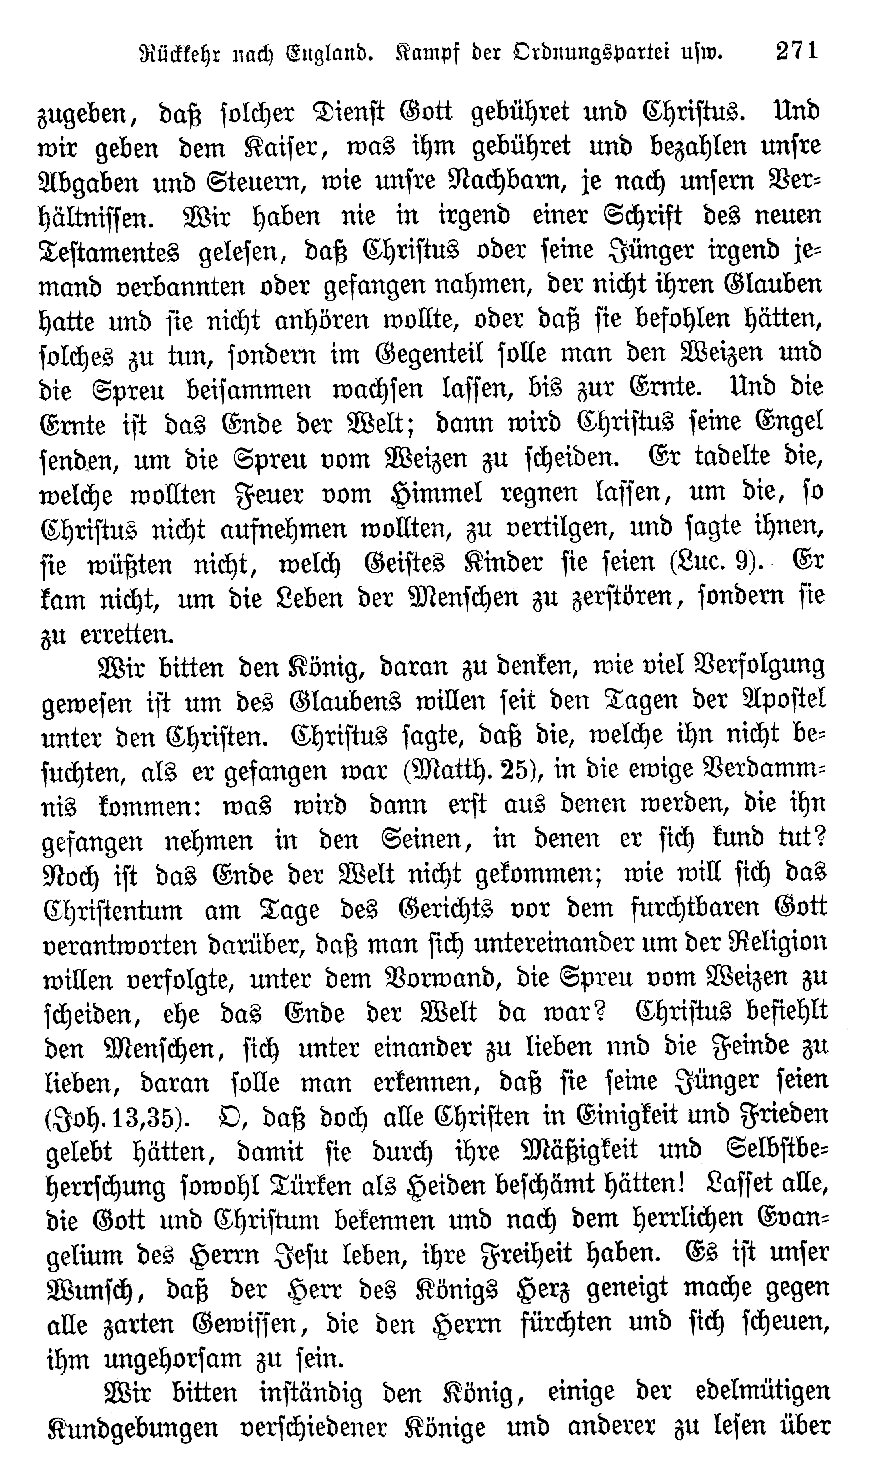 Rückkehr nach England. Kampf der Ordnungspartei usw. 271
zugeben, daß solcher Dienst Gott gebühret und Christus. Und
wir geben dem Kaiser, was ihm gebühret und bezahlen unsre
Abgaben und Steuern, wie unsre Nachbarn, je nach unsern Ver-
hältnissen. Wir haben nie in irgend einer Schrift des neuen
Testamentes gelesen, daß Christus oder seine Jünger irgend je-
mand verbannten oder gefangen nahmen, der nicht ihren Glauben
hatte und sie nicht anhören wollte, oder daß sie befohlen hätten,
solches zu tun, sondern im Gegenteil solle man den Weizen und
die Spreu beisammen wachsen lassen, bis zur Ernte. Und die
Ernte ist das Ende der Welt; dann wird Christus seine Engel
senden, um die Spreu vom Weizen zu scheiden. Er tadelte die,
welche wollten Feuer vom Himmel regnen lassen, um die, so
Christus nicht aufnehmen wollten, zu vertilgen, und sagte ihnen,
sie wüßten nicht, welch Geistes Kinder sie seien (Luc. 9). Er
kam nicht, um die Leben der Menschen zu zerstören, sondern sie
zu erretten.
Wir bitten den König, daran zu denken, wie viel Verfolgung
gewesen ist um des Glaubens willen seit den Tagen der Apostel
unter den Christen. Christus sagte, daß die, welche ihn nicht be-
suchten, als er gefangen war (Matth. 25), in die ewige Verdamm-
nis kommen: was wird dann erst aus denen werden, die ihn
gefangen nehmen in den Seinen, in denen er sich kund tut?
Noch ist das Ende der Welt nicht gekommen; wie will sich das
Christentum am Tage des Gerichts vor dem furchtbaren Gott
verantworten darüber, daß man sich untereinander um der Religion
willen verfolgte, unter dem Vorwand, die Spreu vom Weizen zu
scheiden, ehe das Ende der Welt da war? Christus befiehlt
den Menschen, sich unter einander zu lieben nnd die Feinde zu
lieben, daran solle man erkennen, daß sie seine Jünger seien
(Joh. 13,35). O, daß doch alle Christen in Einigkeit und Frieden
gelebt hätten, damit sie durch ihre Mäßigkeit und Selbstbe-
herrschung sowohl Türken als Heiden beschämt hätten! Lasset alle,
die Gott und Christum bekennen und nach dem herrlichen Evan-
gelium des Herrn Jesu leben, ihre Freiheit haben. Es ist unser
Wunsch, daß der Herr des Königs Herz geneigt mache gegen
alle zarten Gewissen, die den Herrn fürchten und sich scheuen,
ihm ungehorsam zu sein.
Wir bitten inständig den König, einige der edelmütigen
Kundgebungen verschiedener Könige und anderer zu lesen über